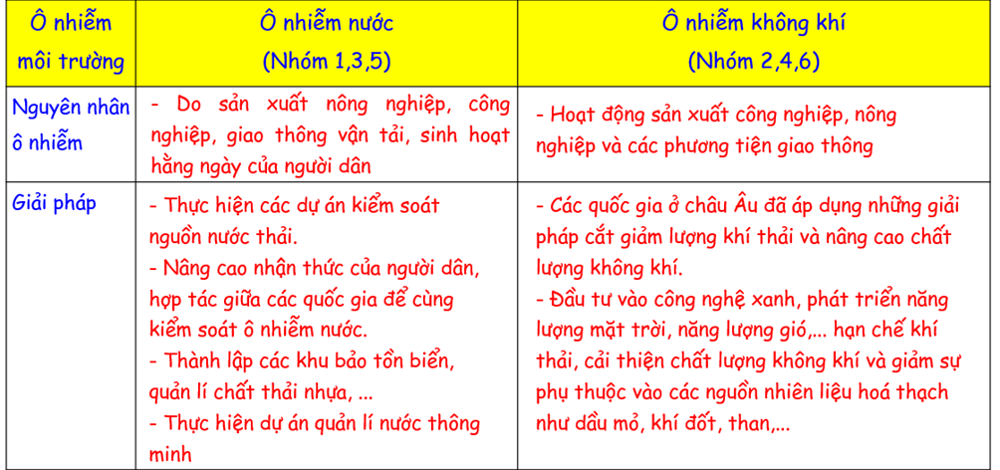 Ô nhiễm
môi trường
Ô nhiễm nước
(Nhóm 1,3,5)
Ô nhiễm không khí
(Nhóm 2,4,6)
Nguyên nhân
ô nhiễm
- Do sản xuất nông nghiệp, công
nghiệp, giao thông vận tải, sinh hoạt
hằng ngày của người dân
- Hoạt động sản xuất công nghiệp, nông
nghiệp và các phương tiện giao thông
Giải pháp
- Thực hiện các dự án kiểm soát
nguồn nước thải.
- Nâng cao nhận thức của người dân,
hợp tác giữa các quốc gia để cùng
kiểm soát ô nhiễm nước.
- Thành lập các khu bảo tồn biển,
quản lí chất thải nhựa, ...
- Thực hiện dự án quản lí nước thông
minh
- Các quốc gia ở châu Âu đã áp dụng những giải
pháp cắt giảm lượng khí thải và nâng cao chất
lượng không khí.
- Đầu tư vào công nghệ xanh, phát triển năng
lượng mặt trời, năng lượng gió,... hạn chế khí
thải, cải thiện chất lượng không khí và giảm sự
phụ thuộc vào các nguồn nhiên liệu hoá thạch
như dầu mỏ, khí đốt, than,...